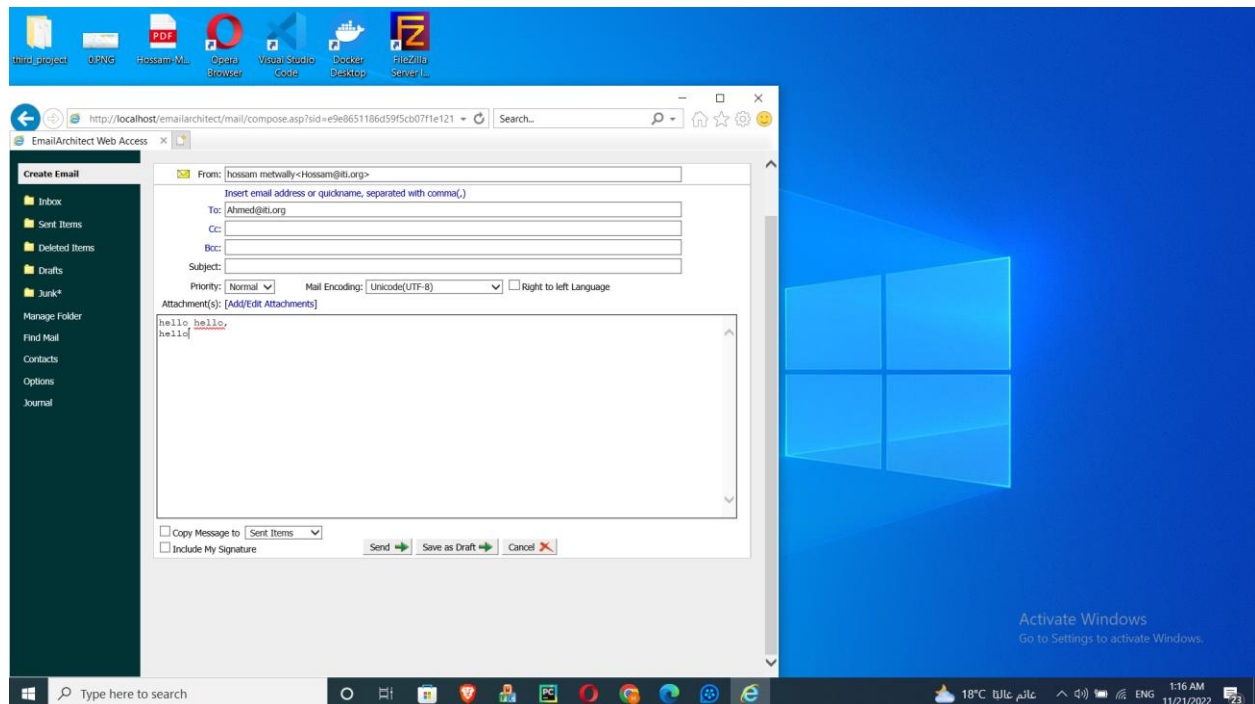 third_project
0.PNG
PDF
Hossam-M...
Opera
Browser
Visual Studio
Code
Docker
Desktop
FileZilla
Server I...
http://localhost/emailarchitect/mail/compose.asp?sid=e9e8651186d59f5cb07f1e121
Search...
EmailArchitect Web Access
Create Email
Inbox
Sent Items
Deleted Items
Drafts
Junk*
Manage Folder
Find Mail
Contacts
Options
Journal
From: hossam metwally<Hossam@iti.org>
Insert email address or quickname, separated with comma(,)
To: Ahmed@iti.org
Cc:
Bcc:
Subject:
Priority: Normal Mail Encoding: Unicode(UTF-8) Right to left Language
Attachment(s): [Add/Edit Attachments]
hello hello,
hello
Copy Message to Sent Items
Include My Signature
Send Save as Draft Cancel
Activate Windows
Go to Settings to activate Windows.
Type here to search
PC
18°C غائم غالبا
ENG
1:16 AM
11/21/2022
23